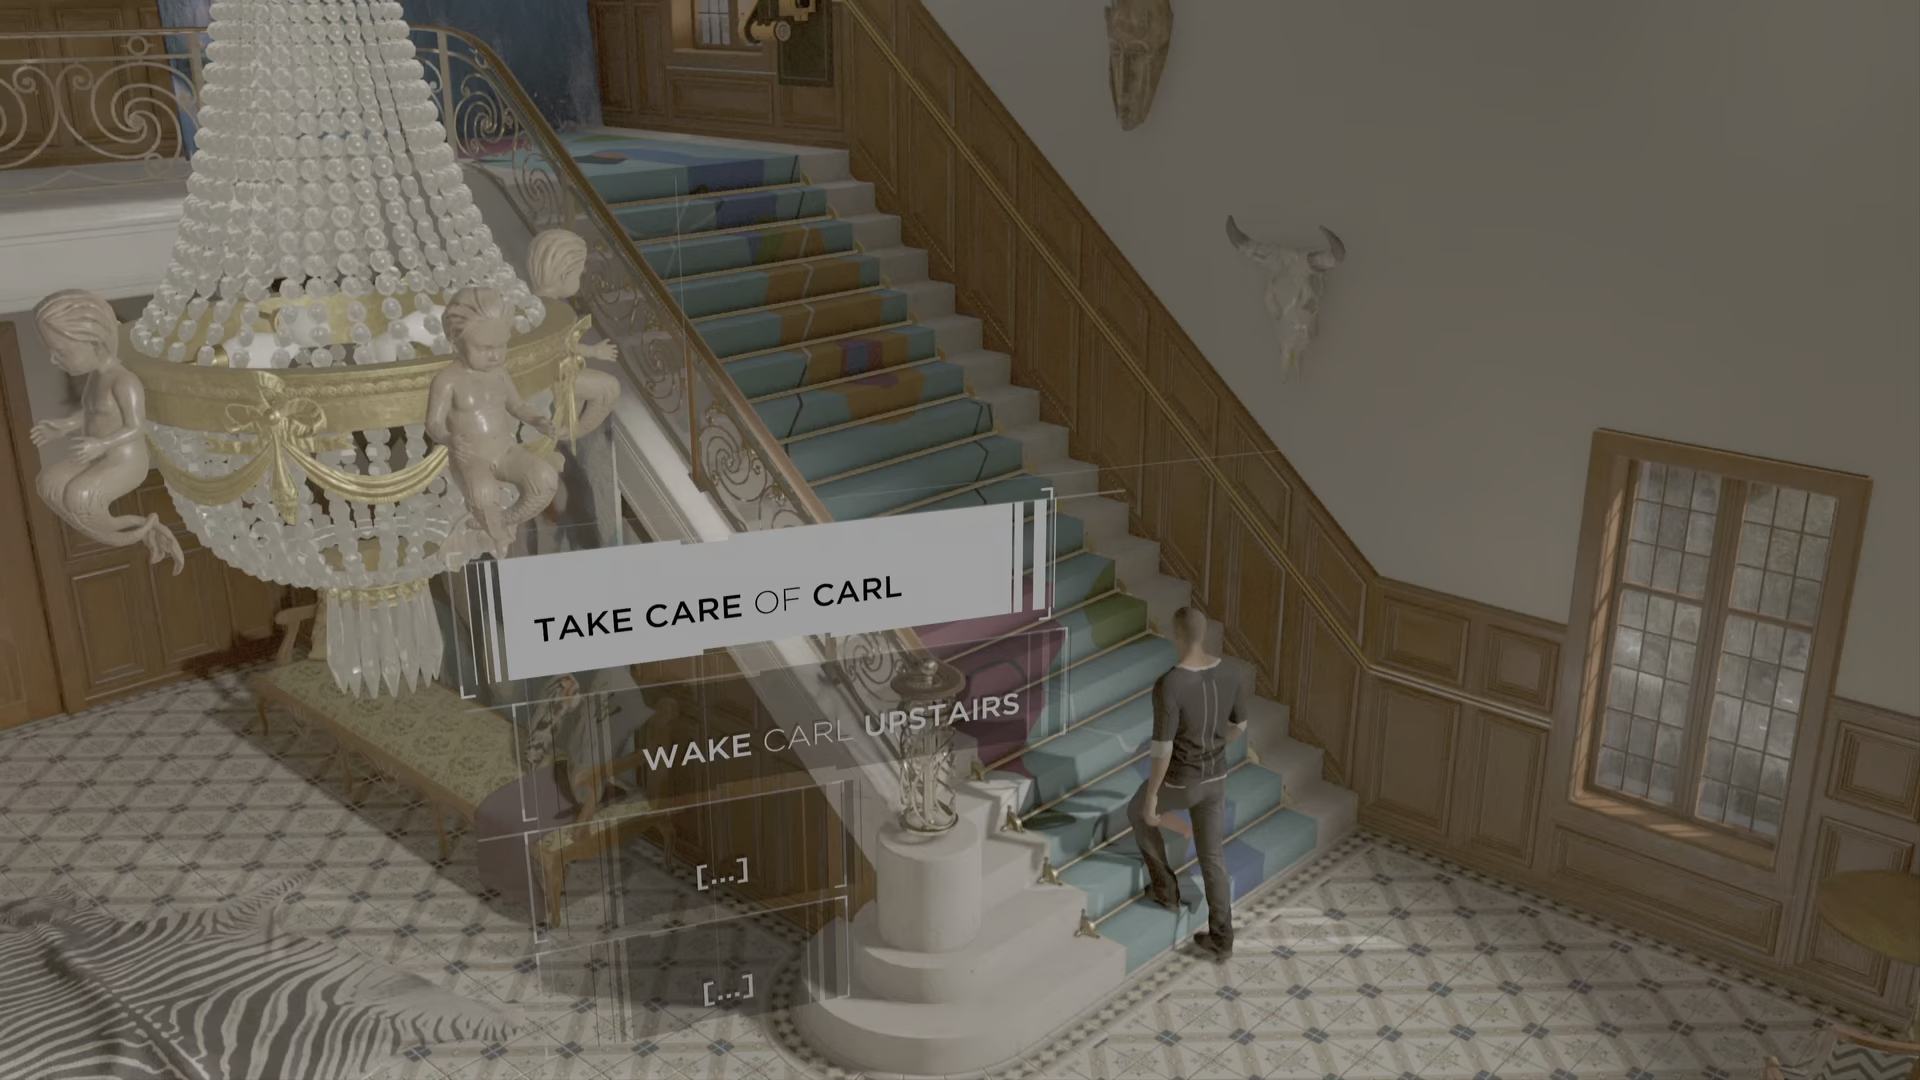 TAKE CARE OF CARL
WAKE CARL UPSTAIRS
[...]
[...]